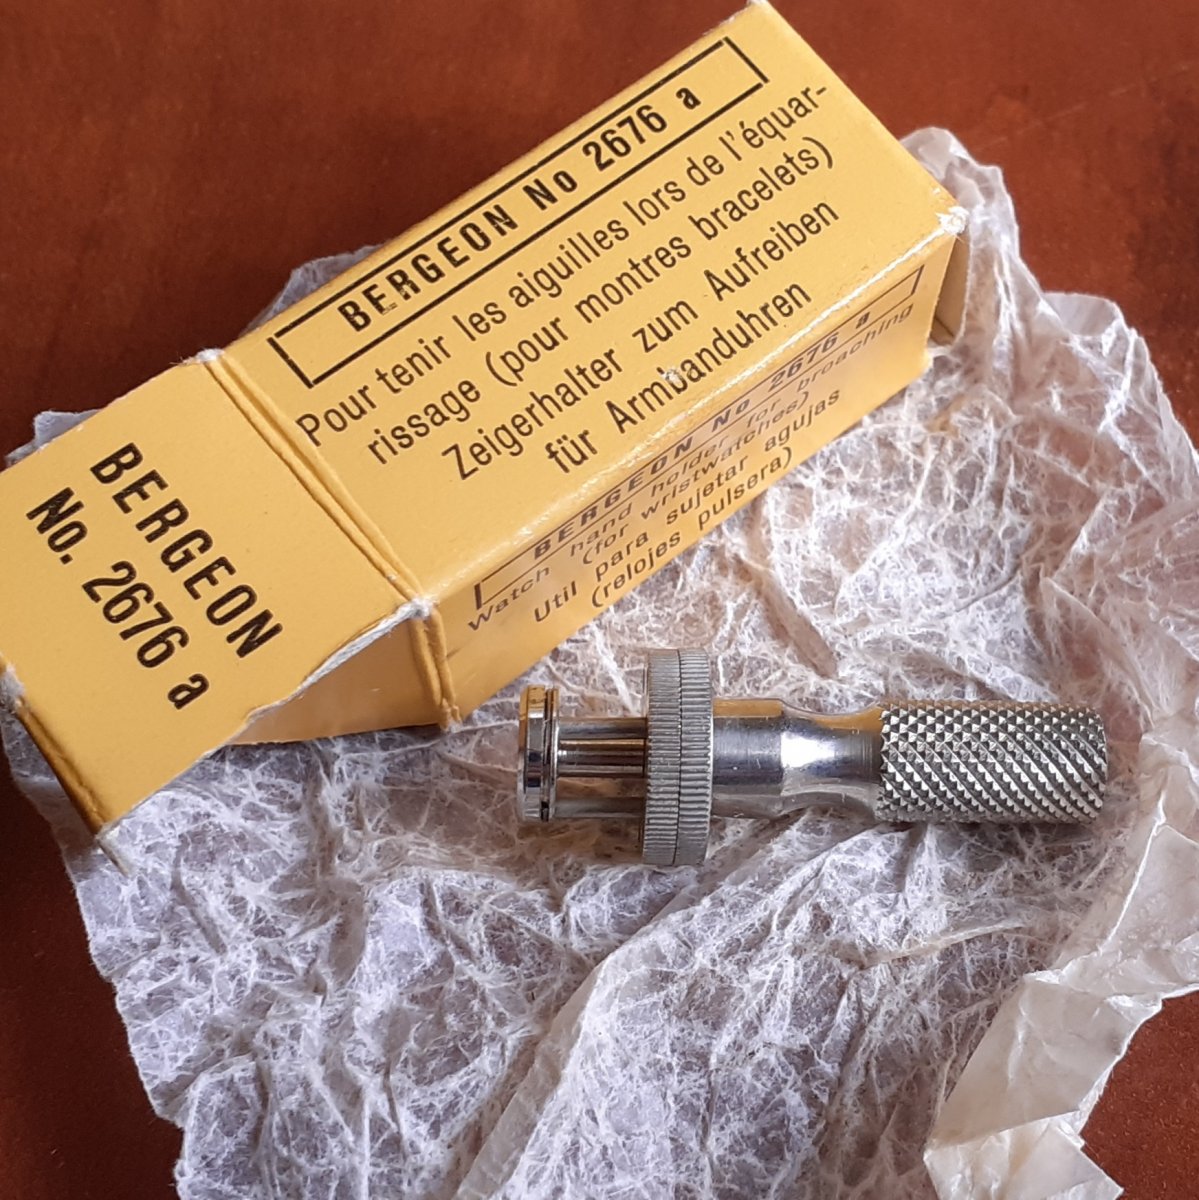 BERGEON No 2676 a
Pour tenir les aiguilles lors de l'équar-
rissage (pour montres bracelets)
Zeigerhalter zum Aufreiben
für Armbanduhren
BERGEON No 2676 a
Watch hand holder for broaching
(for wristwatches)
Util para sujetar agujas
(relojes pulsera)
BERGEON
No. 2676 a